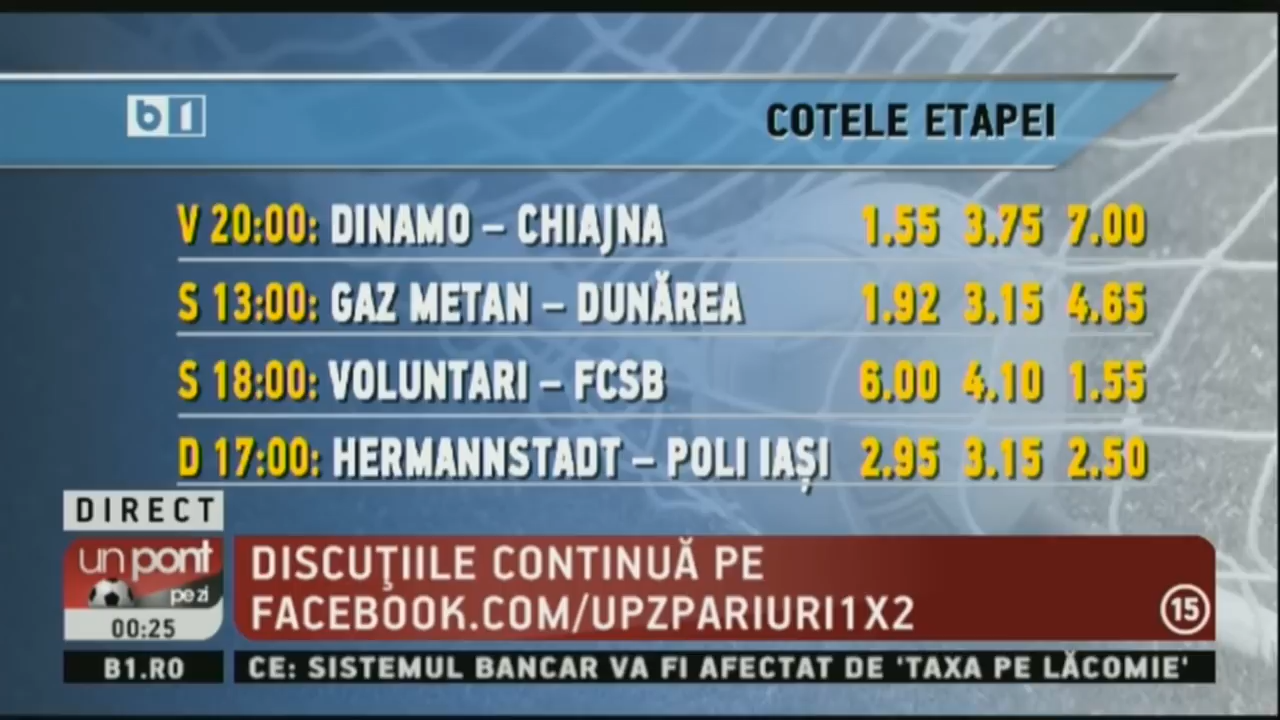 b1
COTELE ETAPEI
V 20:00: DINAMO – CHIAJNA 1.55 3.75 7.00
S 13:00: GAZ METAN – DUNĂREA 1.92 3.15 4.65
S 18:00: VOLUNTARI – FCSB 6.00 4.10 1.55
D 17:00: HERMANNSTADT – POLI IAȘI 2.95 3.15 2.50
DIRECT
un pont
pe zi
00:25
B1.RO
DISCUŢIILE CONTINUĂ PE
FACEBOOK.COM/UPZPARIURI1X2
15
CE: SISTEMUL BANCAR VA FI AFECTAT DE 'TAXA PE LĂCOMIE'